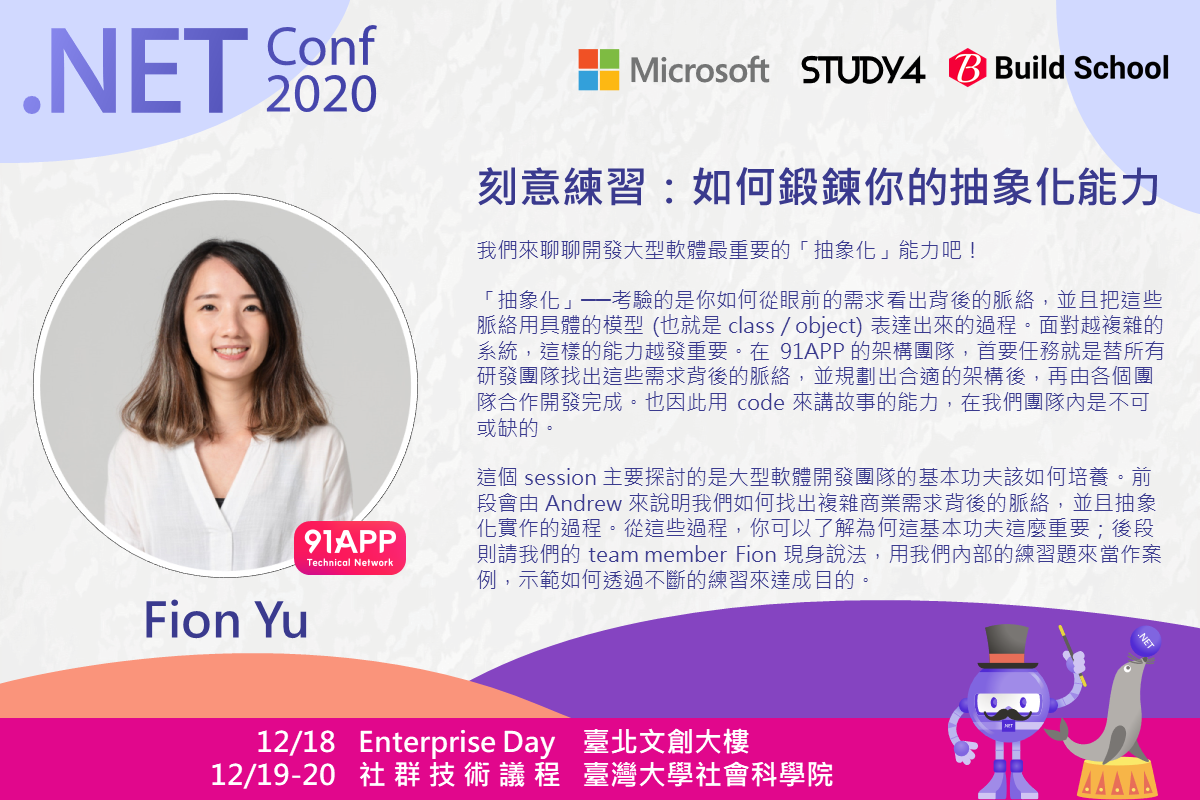 .NET Conf 2020
Microsoft
STUDY4
B Build School
刻意練習：如何鍛鍊你的抽象化能力
我們來聊聊開發大型軟體最重要的「抽象化」能力吧！
「抽象化」──考驗的是你如何從眼前的需求看出背後的脈絡，並且把這些
脈絡用具體的模型 (也就是 class / object) 表達出來的過程。面對越複雜的
系統，這樣的能力越發重要。在 91APP 的架構團隊，首要任務就是替所有
研發團隊找出這些需求背後的脈絡，並規劃出合適的架構後，再由各個團
隊合作開發完成。也因此用 code 來講故事的能力，在我們團隊內是不可
或缺的。
這個 session 主要探討的是大型軟體開發團隊的基本功夫該如何培養。前
段會由 Andrew 來說明我們如何找出複雜商業需求背後的脈絡，並且抽象
化實作的過程。從這些過程，你可以了解為何這基本功夫這麼重要；後段
則請我們的 team member Fion 現身說法，用我們內部的練習題來當作案
例，示範如何透過不斷的練習來達成目的。
91APP
Technical Network
Fion Yu
.NET
.NET
12/18 Enterprise Day 臺北文創大樓
12/19-20 社群技術議程 臺灣大學社會科學院